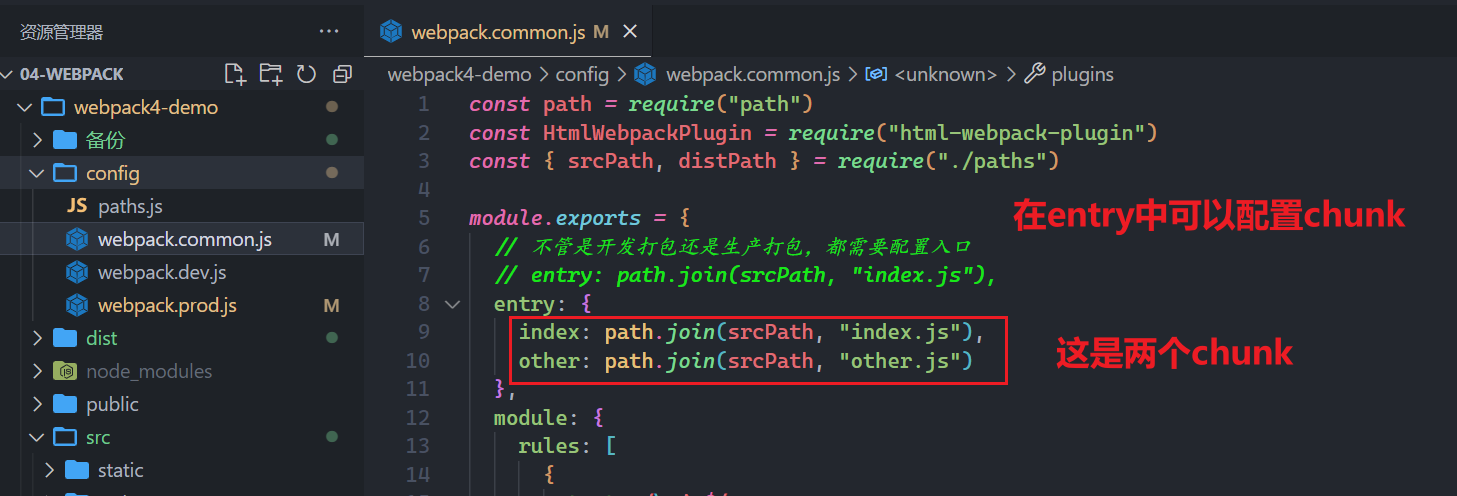 资源管理器 ···
04-WEBPACK
webpack4-demo
备份
config
JS paths.js
webpack.common.js M
webpack.dev.js
webpack.prod.js M
dist
node_modules
public
src
static
webpack.common.js M
webpack4-demo > config > webpack.common.js > <unknown> > plugins
1 const path = require("path")
2 const HtmlWebpackPlugin = require("html-webpack-plugin")
3 const { srcPath, distPath } = require("./paths")
4
5 module.exports = {
6 // 不管是开发打包还是生产打包，都需要配置入口
7 // entry: path.join(srcPath, "index.js"),
8 entry: {
9 index: path.join(srcPath, "index.js"),
10 other: path.join(srcPath, "other.js")
11 },
12 module: {
13 rules: [
14 {
在entry中可以配置chunk
这是两个chunk